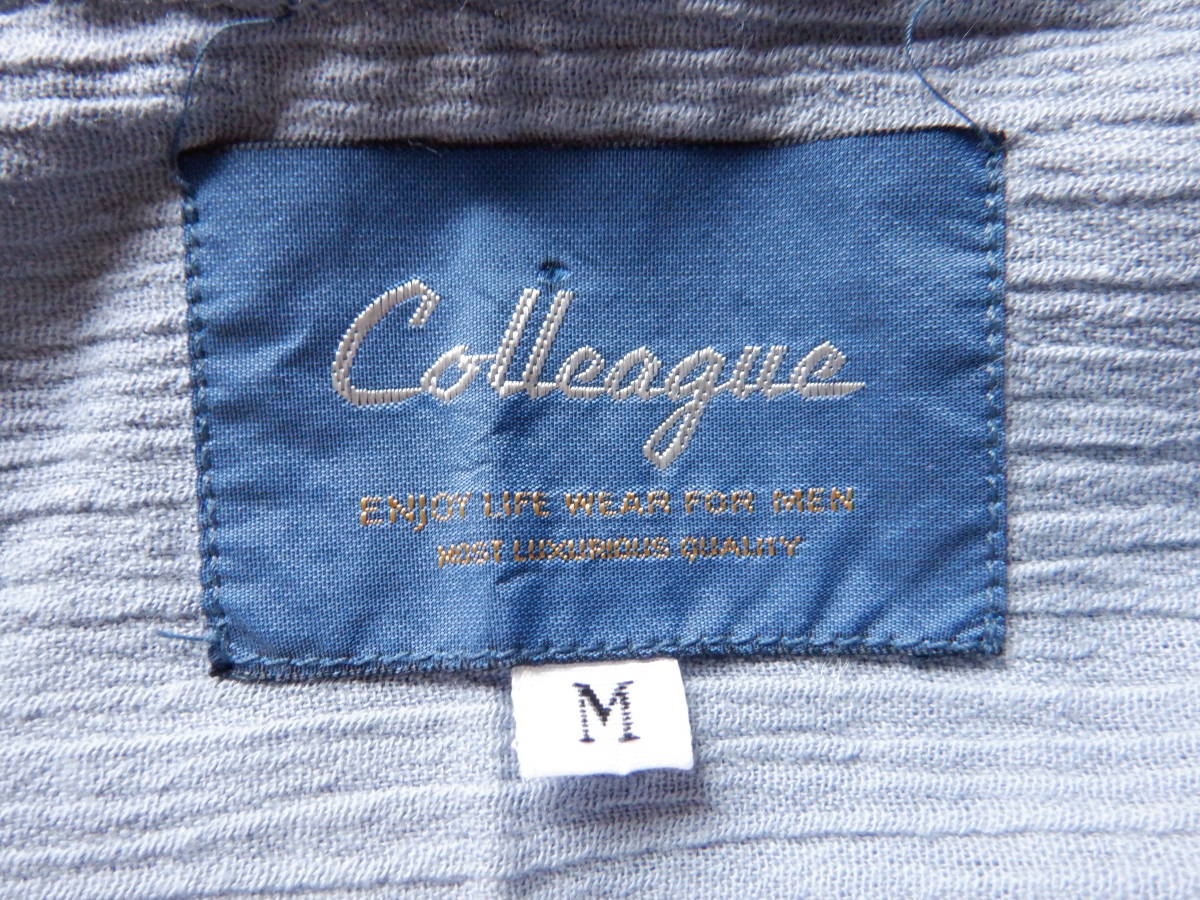 Colleague
ENJOY LIFE WEAR FOR MEN
MOST LUXURIOUS QUALITY
M